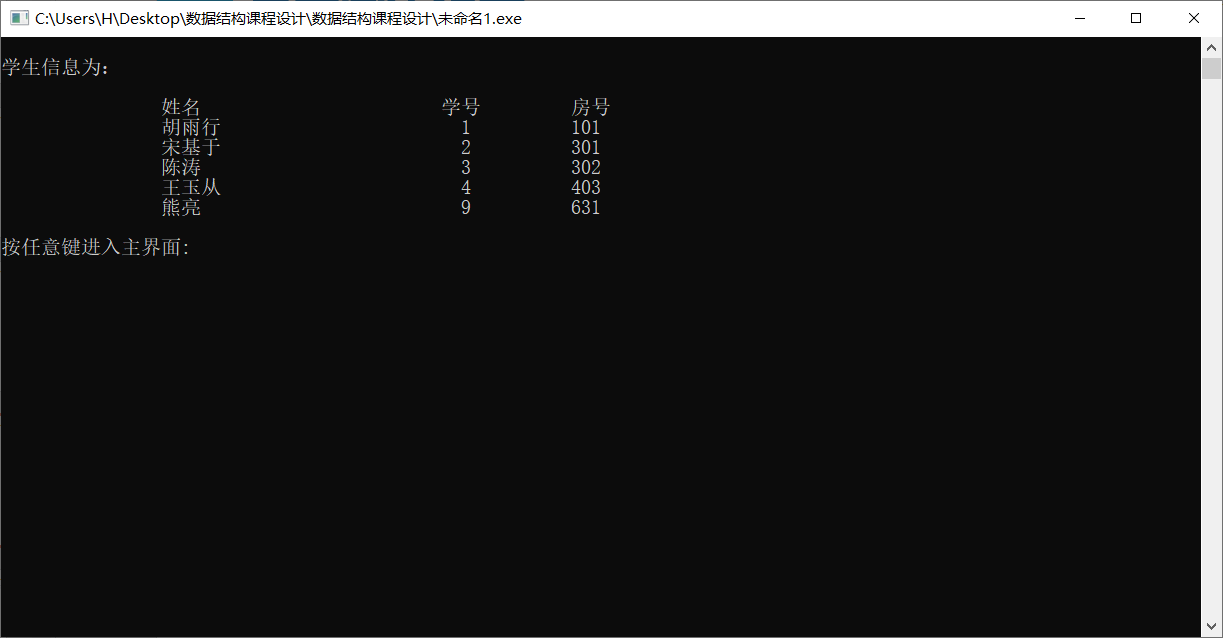 C:\Users\H\Desktop\数据结构课程设计\数据结构课程设计\未命名1.exe
学生信息为:
姓名 学号 房号
胡雨行 1 101
宋基于 2 301
陈涛 3 302
王玉从 4 403
熊亮 9 631
按任意键进入主界面: